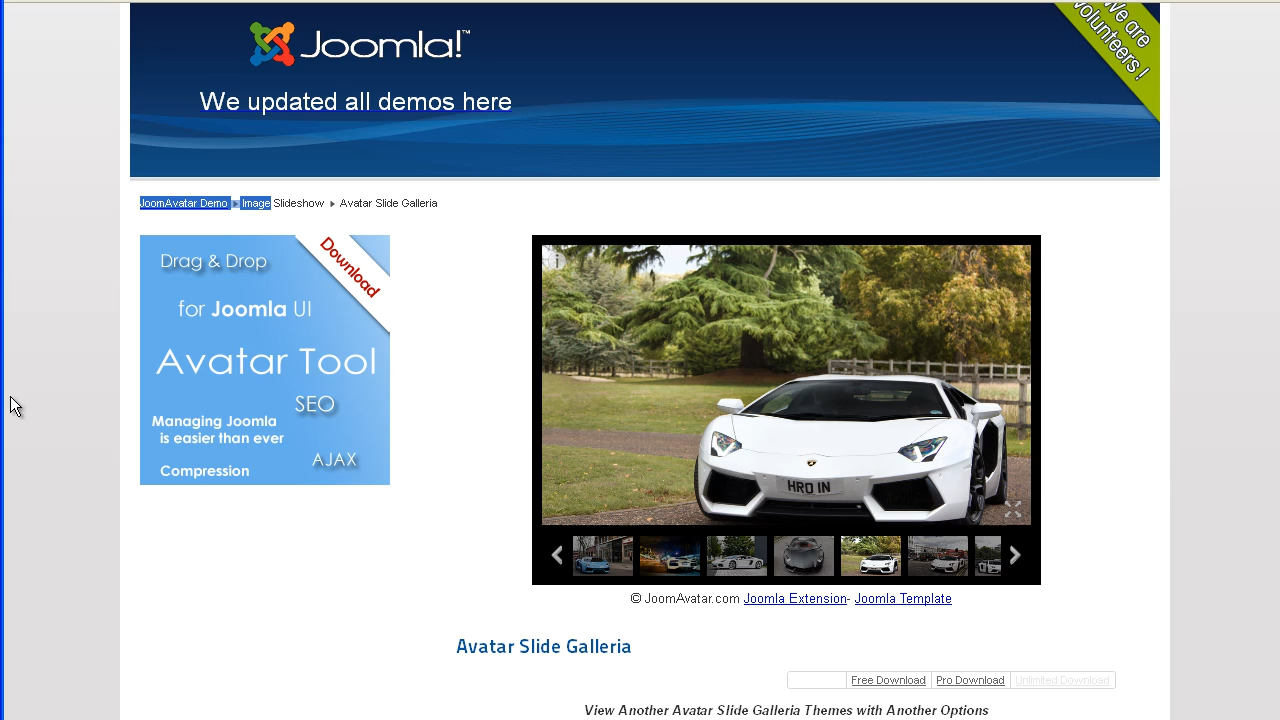 Joomla!™
We are
volunteers !
We updated all demos here
JoomAvatar Demo Image Slideshow Avatar Slide Galleria
Download
Drag & Drop
for Joomla UI
Avatar Tool
SEO
Managing Joomla
is easier than ever
AJAX
Compression
HRO IN
© JoomAvatar.com Joomla Extension- Joomla Template
Avatar Slide Galleria
Free Download Pro Download Unlimited Download
View Another Avatar Slide Galleria Themes with Another Options